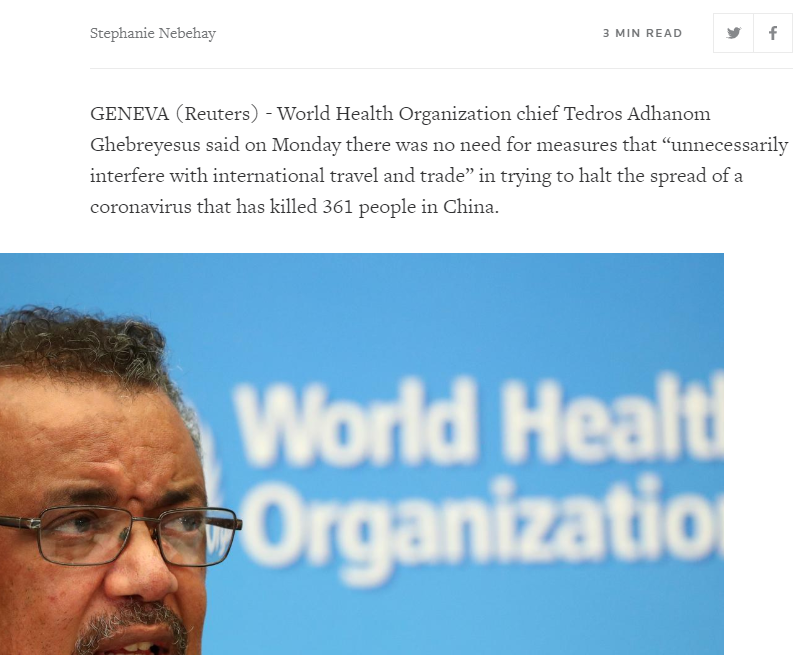 Stephanie Nebehay
3 MIN READ
GENEVA (Reuters) - World Health Organization chief Tedros Adhanom
Ghebreyesus said on Monday there was no need for measures that “unnecessarily
interfere with international travel and trade” in trying to halt the spread of a
coronavirus that has killed 361 people in China.
World Healt
Organizatio